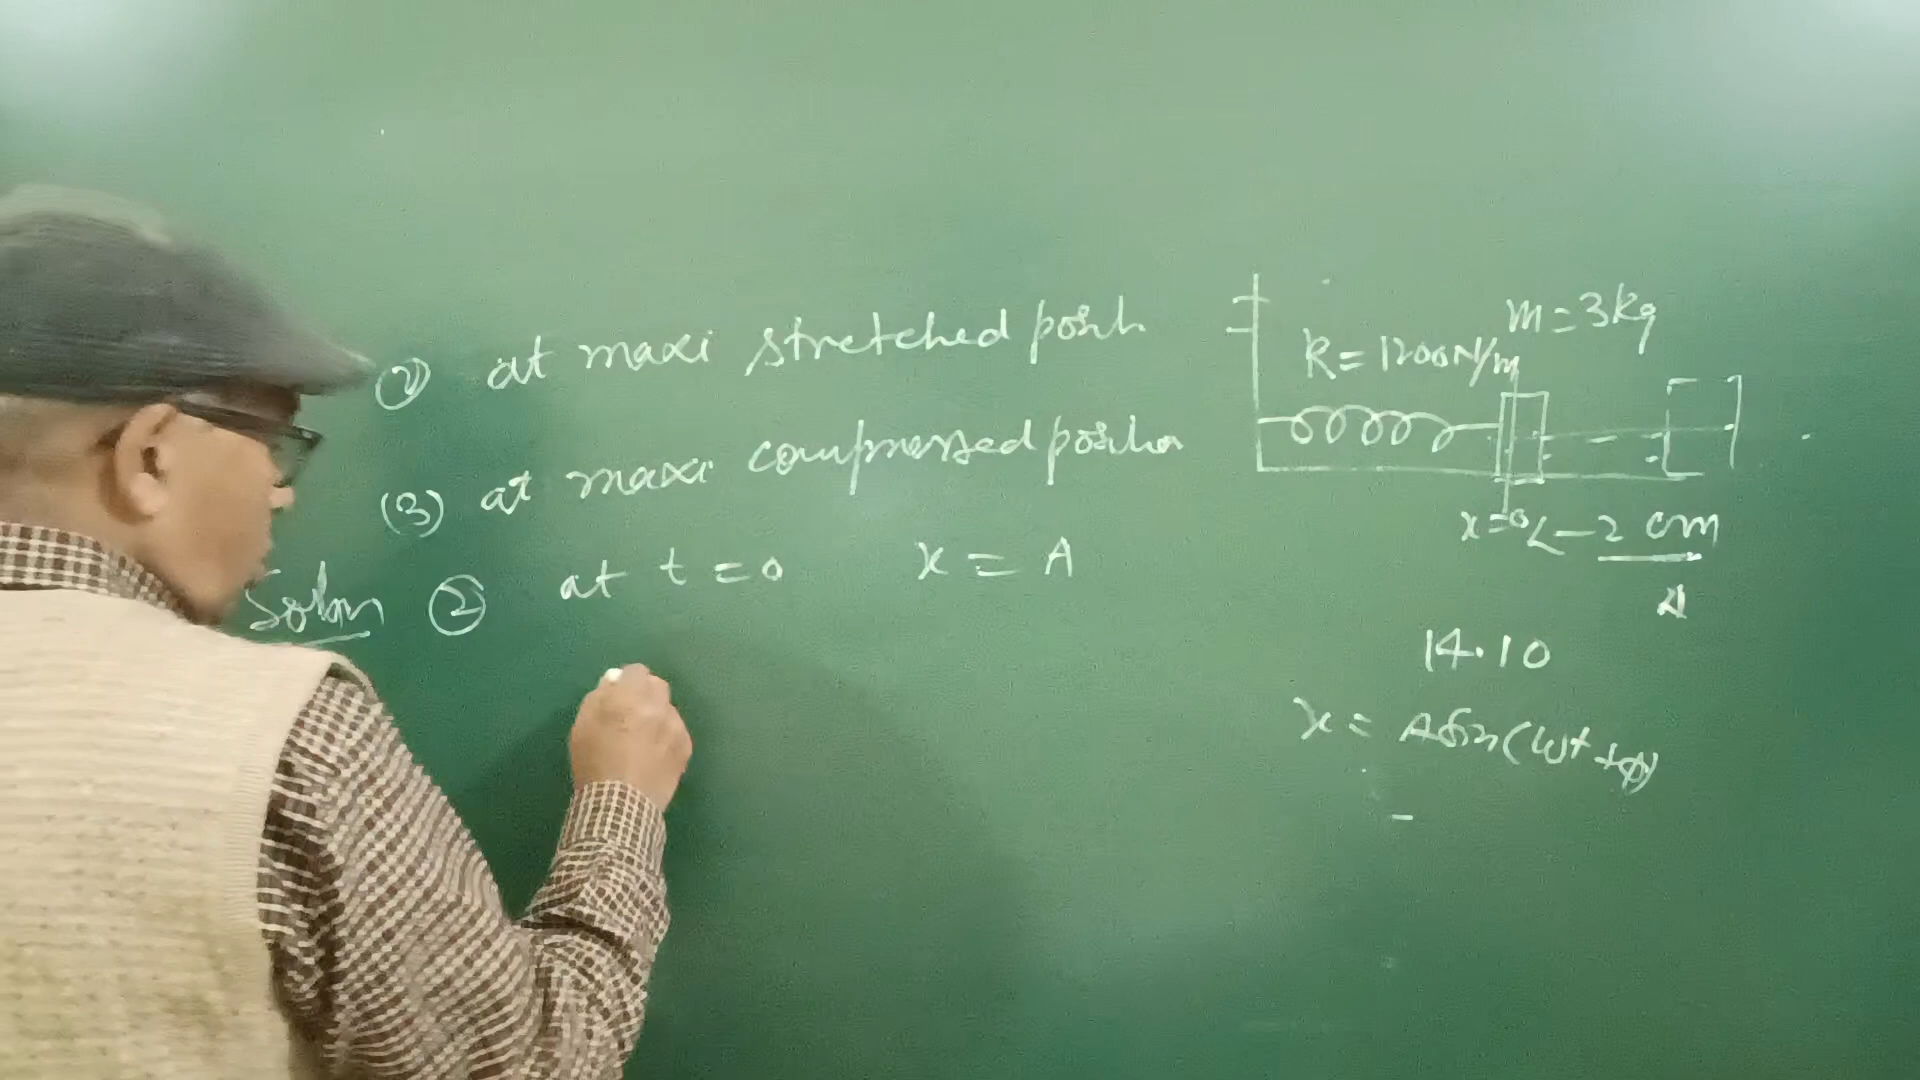 ② at maxi stretched posit
(3) at maxi compressed position
Soln ② at t = 0 x = A
m = 3kg
K = 1200N/m
x=0 ∠-2 cm
A
14.10
x = A sin(ωt + φ)
-